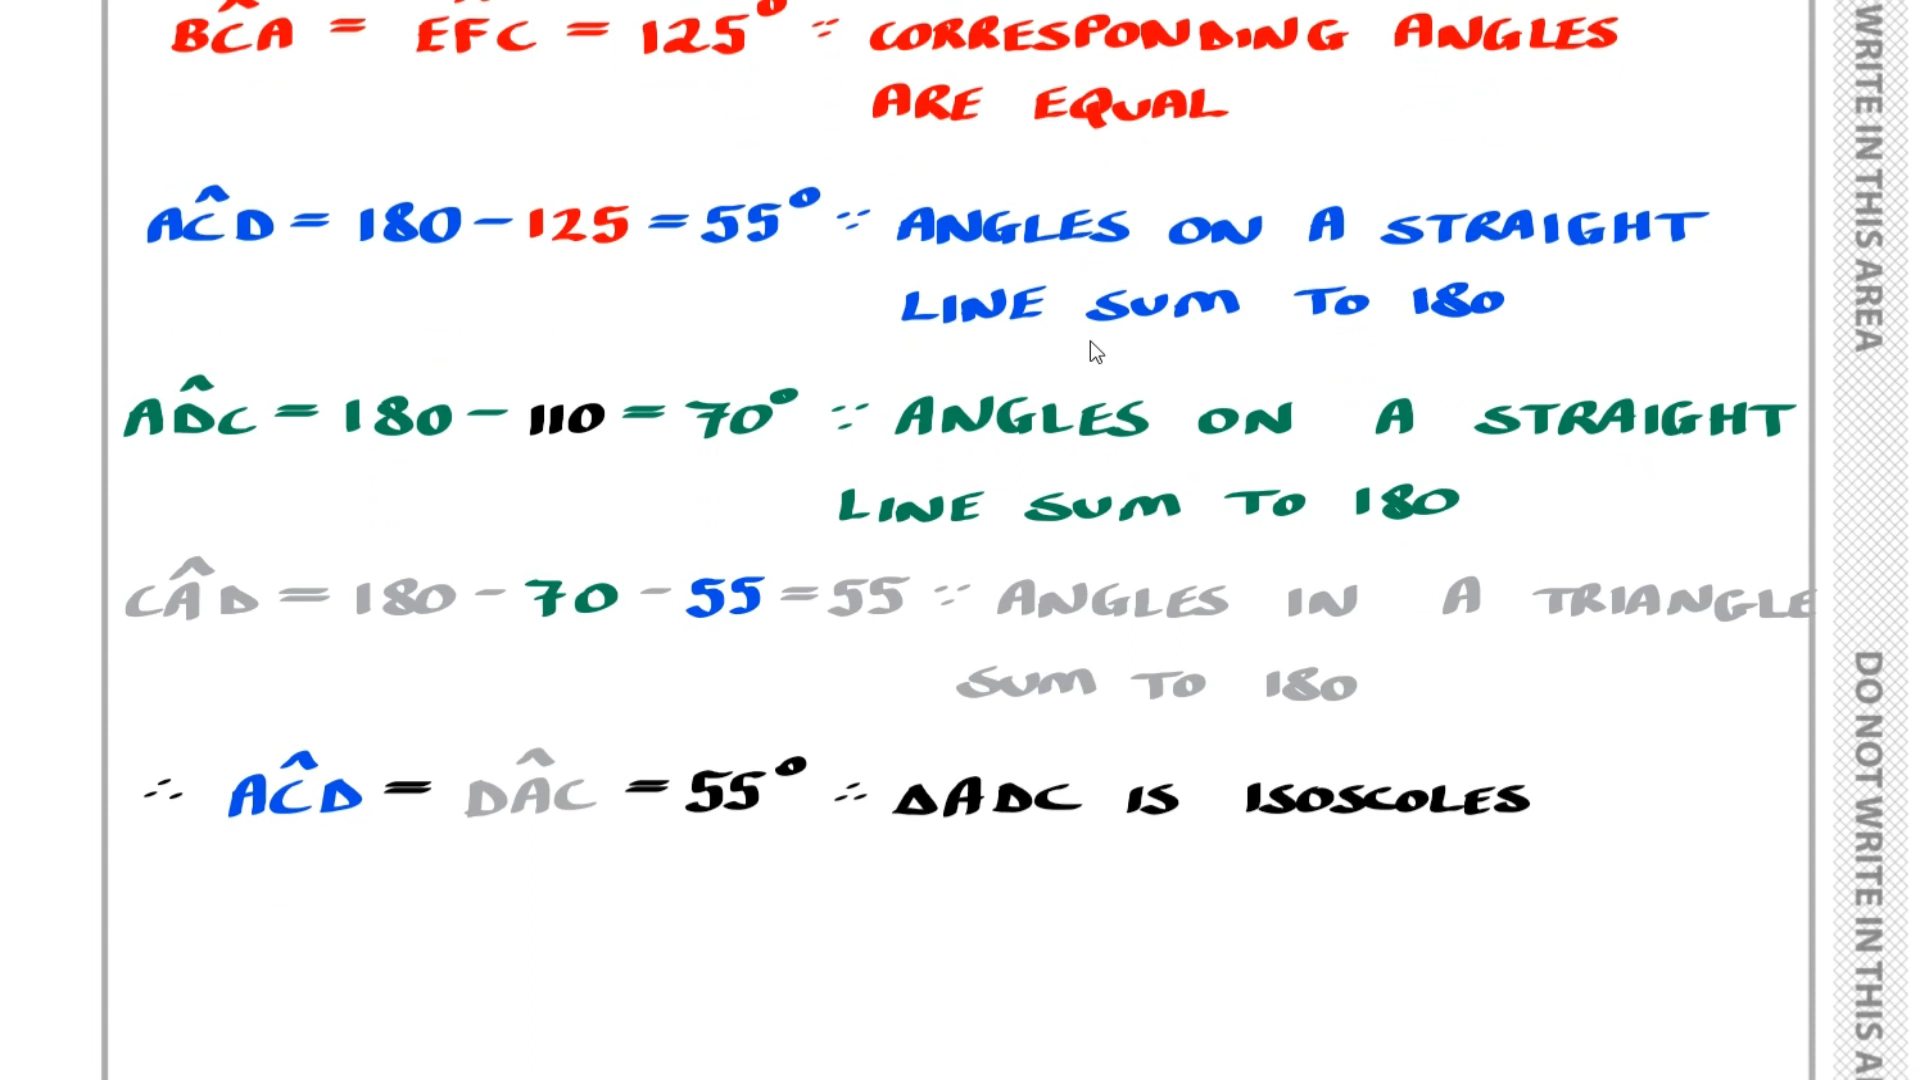 BĈA = EF̂C = 125° ∵ CORRESPONDING ANGLES
ARE EQUAL
AĈD = 180 - 125 = 55° ∵ ANGLES ON A STRAIGHT
LINE SUM TO 180
AD̂C = 180 - 110 = 70° ∵ ANGLES ON A STRAIGHT
LINE SUM TO 180
CÂD = 180 - 70 - 55 = 55 ∵ ANGLES IN A TRIANGLE
SUM TO 180
∴ AĈD = DÂC = 55° ∴ ΔADC IS ISOSCOLES
WRITE IN THIS AREA
DO NOT WRITE IN THIS A